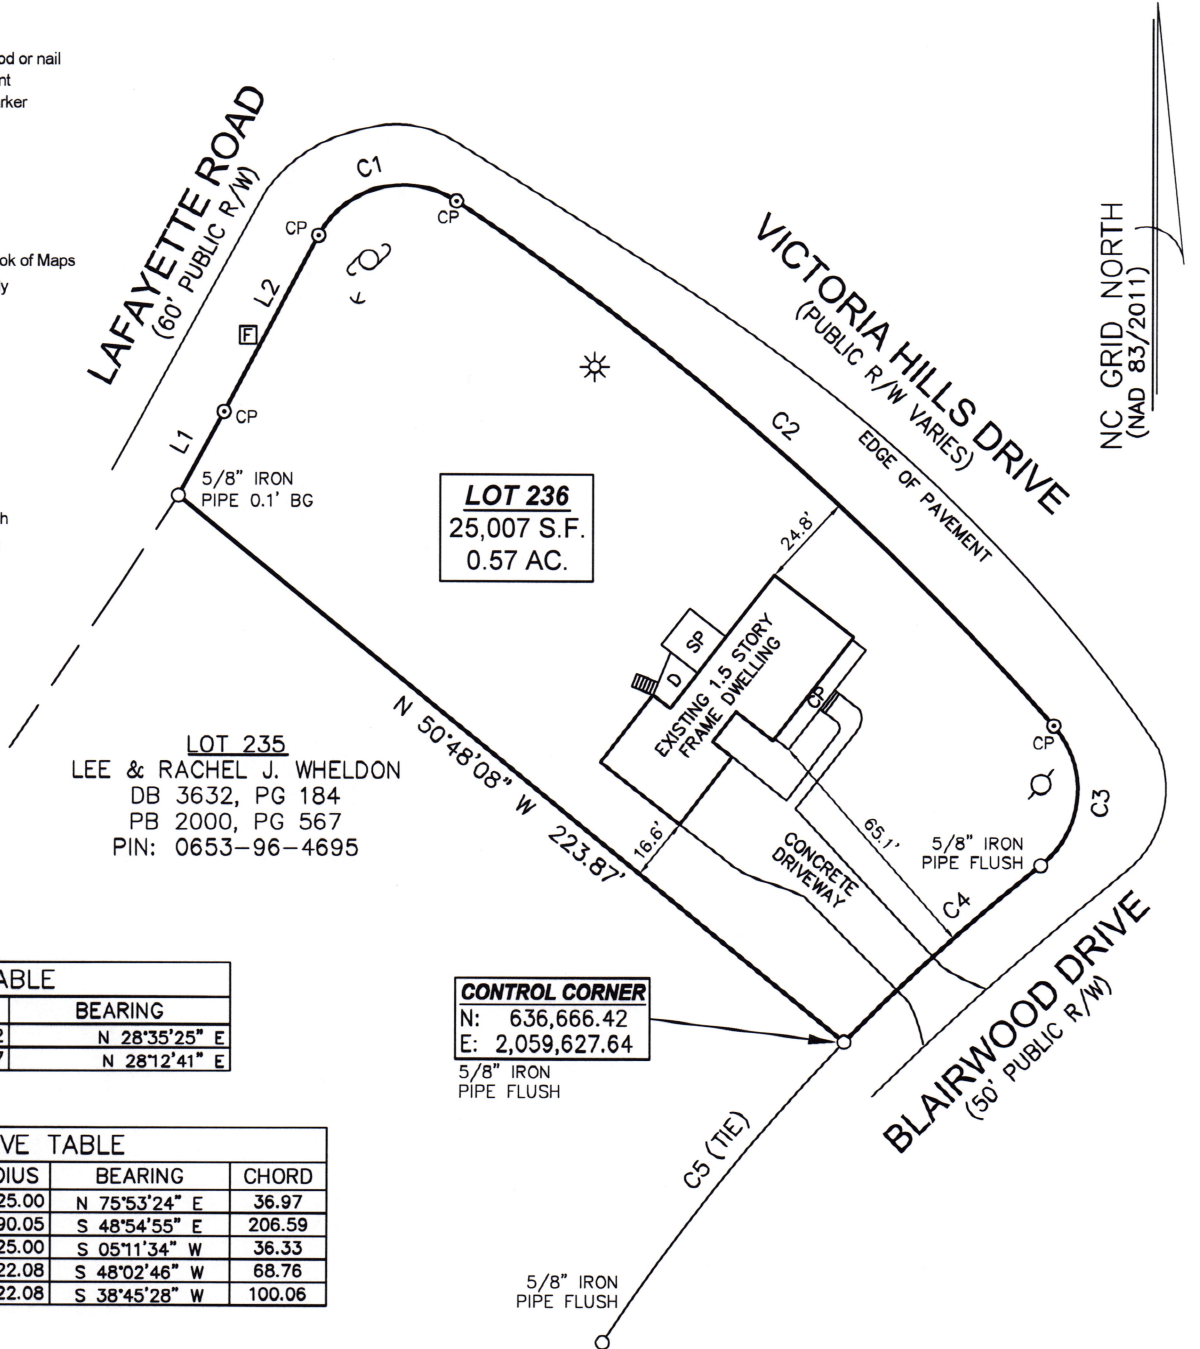 od or nail
nt
rker
ok of Maps
y
h
LAFAYETTE ROAD
(60' PUBLIC R/W)
C1
CP
CP
L2
F
CP
L1
5/8" IRON
PIPE 0.1' BG
VICTORIA HILLS DRIVE
(PUBLIC R/W VARIES)
EDGE OF PAVEMENT
C2
NC GRID NORTH
(NAD 83/2011)
LOT 236
25,007 S.F.
0.57 AC.
24.8'
SP
D
EXISTING 1.5 STORY
FRAME DWELLING
CP
CP
C3
N 50°48'08" W 223.87'
LOT 235
LEE & RACHEL J. WHELDON
DB 3632, PG 184
PB 2000, PG 567
PIN: 0653-96-4695
16.6'
65.1'
5/8" IRON
PIPE FLUSH
CONCRETE
DRIVEWAY
C4
BLAIRWOOD DRIVE
(50' PUBLIC R/W)
CONTROL CORNER
N: 636,666.42
E: 2,059,627.64
5/8" IRON
PIPE FLUSH
C5 (TIE)
5/8" IRON
PIPE FLUSH
ABLE
BEARING
2 N 28°35'25" E
7 N 28°12'41" E
VE TABLE
DIUS BEARING CHORD
25.00 N 75°53'24" E 36.97
90.05 S 48°54'55" E 206.59
25.00 S 05°11'34" W 36.33
22.08 S 48°02'46" W 68.76
22.08 S 38°45'28" W 100.06